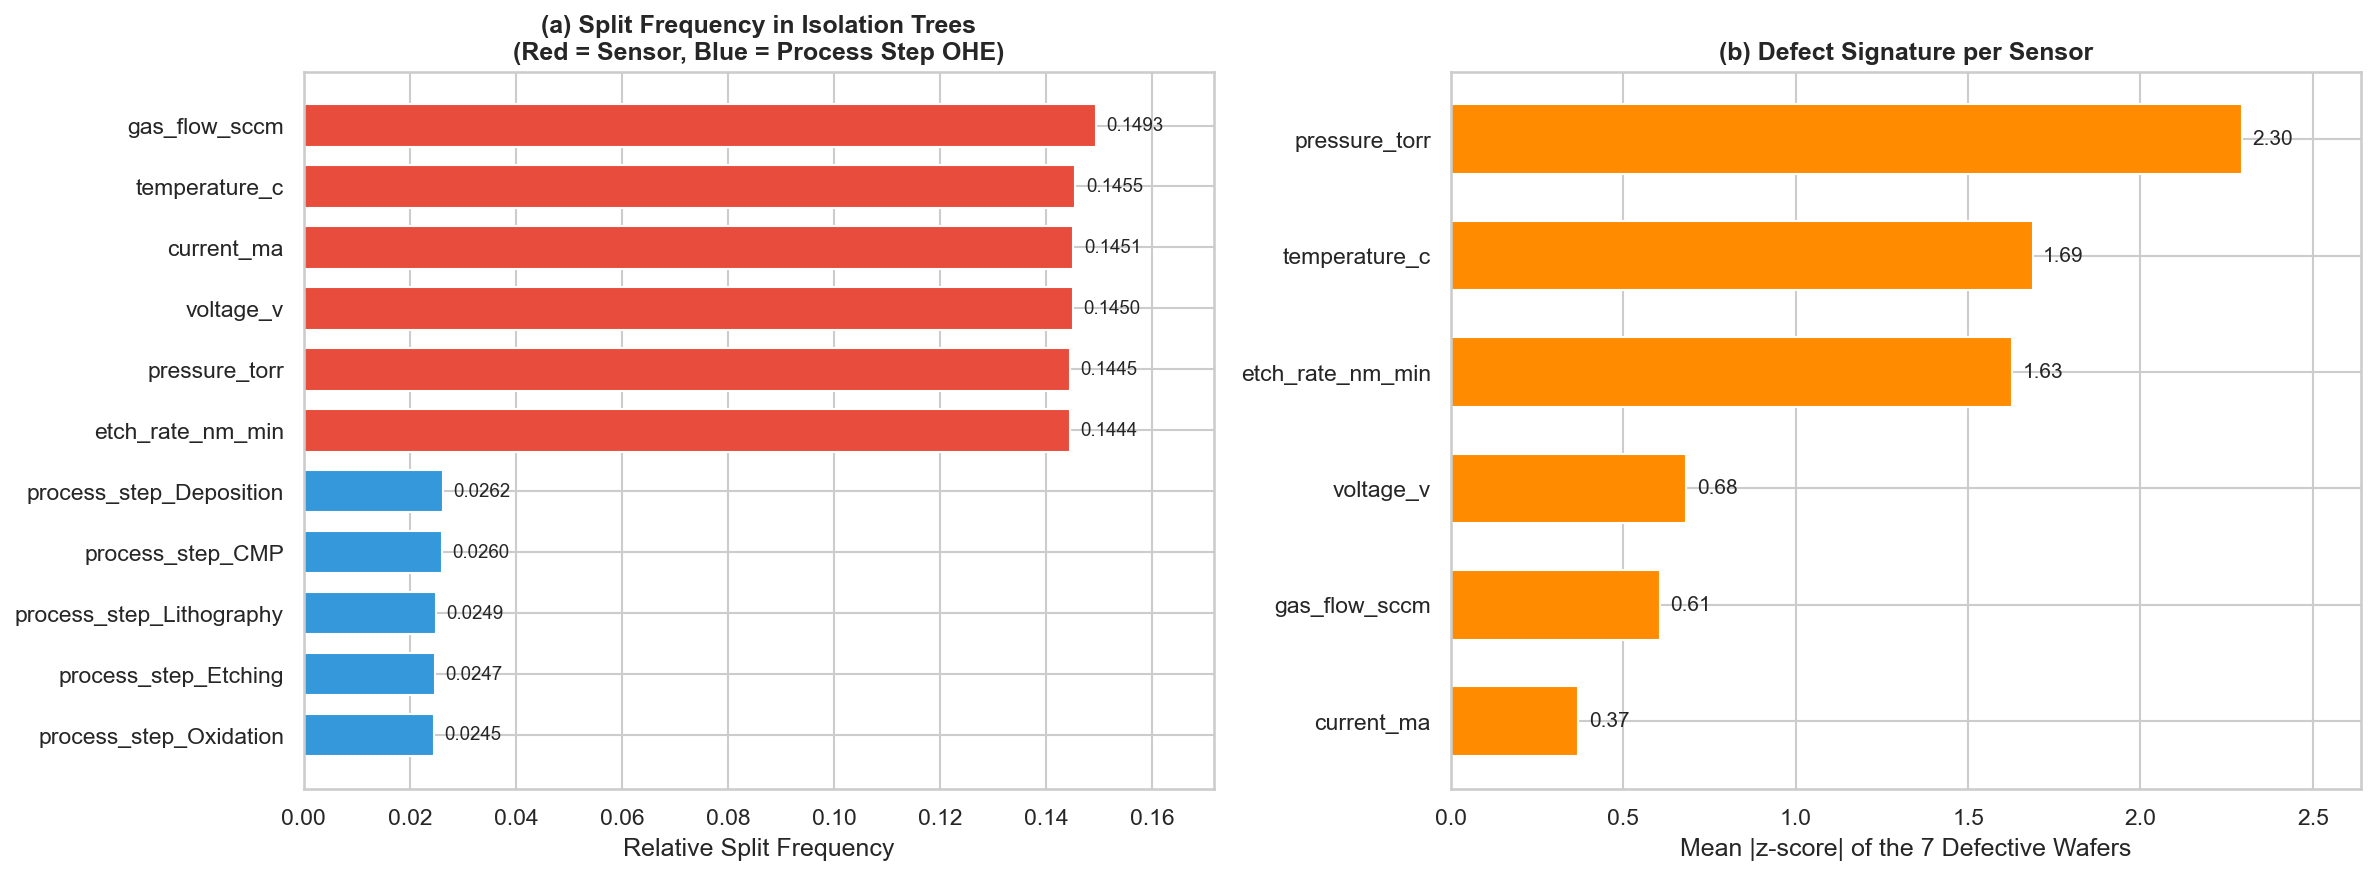 (a) Split Frequency in Isolation Trees
(Red = Sensor, Blue = Process Step OHE)
gas_flow_sccm 0.1493
temperature_c 0.1455
current_ma 0.1451
voltage_v 0.1450
pressure_torr 0.1445
etch_rate_nm_min 0.1444
process_step_Deposition 0.0262
process_step_CMP 0.0260
process_step_Lithography 0.0249
process_step_Etching 0.0247
process_step_Oxidation 0.0245
0.00 0.02 0.04 0.06 0.08 0.10 0.12 0.14 0.16
Relative Split Frequency
(b) Defect Signature per Sensor
pressure_torr 2.30
temperature_c 1.69
etch_rate_nm_min 1.63
voltage_v 0.68
gas_flow_sccm 0.61
current_ma 0.37
0.0 0.5 1.0 1.5 2.0 2.5
Mean |z-score| of the 7 Defective Wafers